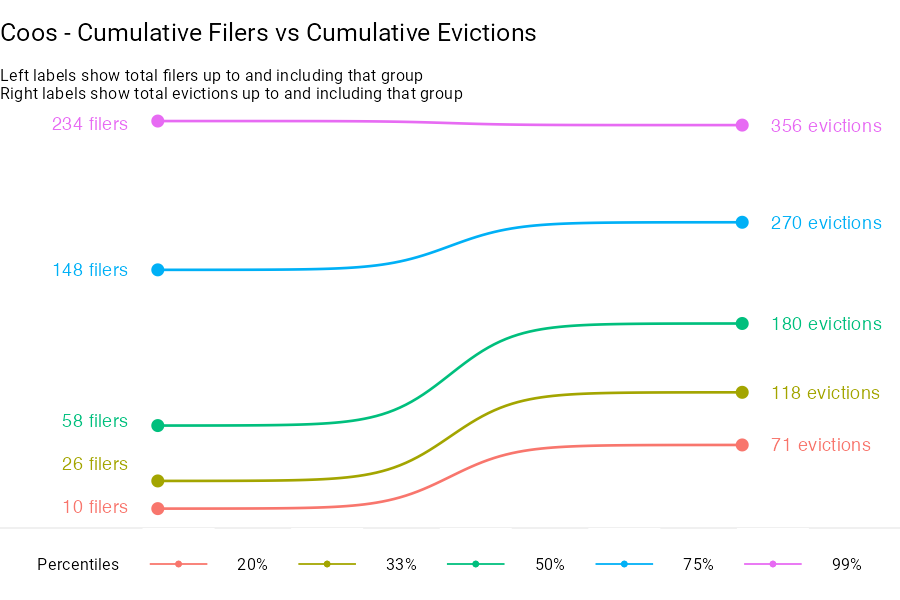 Coos - Cumulative Filers vs Cumulative Evictions
Left labels show total filers up to and including that group
Right labels show total evictions up to and including that group
234 filers
356 evictions
148 filers
270 evictions
58 filers
180 evictions
26 filers
118 evictions
10 filers
71 evictions
Percentiles 20% 33% 50% 75% 99%